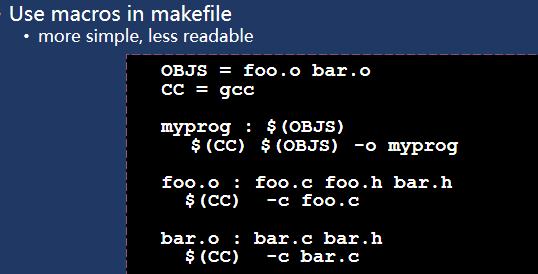 Use macros in makefile
• more simple, less readable
OBJS = foo.o bar.o
CC = gcc
myprog : $(OBJS)
$(CC) $(OBJS) -o myprog
foo.o : foo.c foo.h bar.h
$(CC) -c foo.c
bar.o : bar.c bar.h
$(CC) -c bar.c